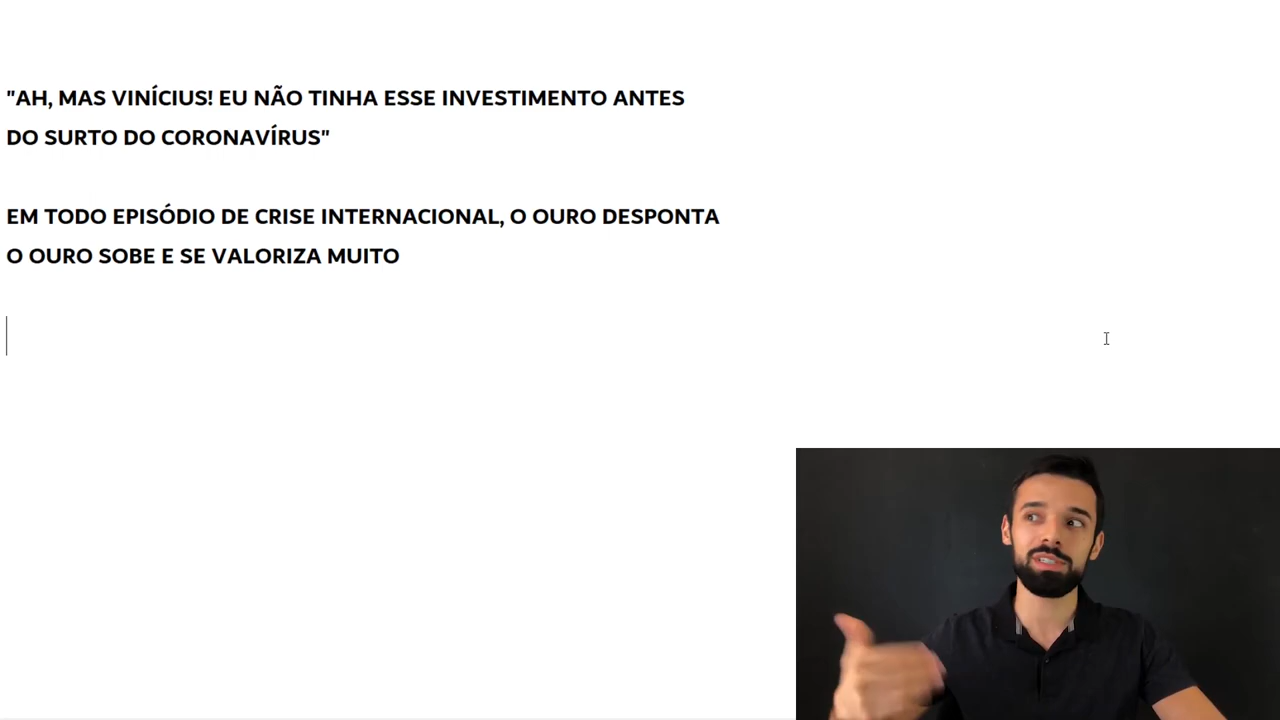 "AH, MAS VINÍCIUS! EU NÃO TINHA ESSE INVESTIMENTO ANTES
DO SURTO DO CORONAVÍRUS"
EM TODO EPISÓDIO DE CRISE INTERNACIONAL, O OURO DESPONTA
O OURO SOBE E SE VALORIZA MUITO